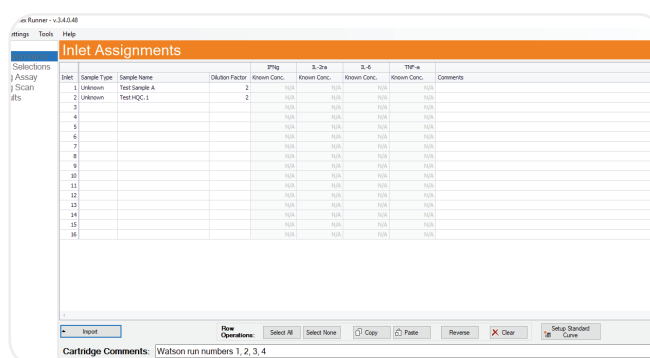 ex Runner - v.3.4.0.48
ttings Tools Help
Inlet Assignments
Selections
Assay
Scan
lts
IFNg IL-2ra IL-6 TNF-a
Inlet Sample Type Sample Name Dilution Factor Known Conc. Known Conc. Known Conc. Known Conc. Comments
1 Unknown Test Sample A 2 N/A N/A N/A N/A
2 Unknown Test HQC.1 2 N/A N/A N/A N/A
3 N/A N/A N/A N/A
4 N/A N/A N/A N/A
5 N/A N/A N/A N/A
6 N/A N/A N/A N/A
7 N/A N/A N/A N/A
8 N/A N/A N/A N/A
9 N/A N/A N/A N/A
10 N/A N/A N/A N/A
11 N/A N/A N/A N/A
12 N/A N/A N/A N/A
13 N/A N/A N/A N/A
14 N/A N/A N/A N/A
15 N/A N/A N/A N/A
16 N/A N/A N/A N/A
Import Row Operations: Select All Select None Copy Paste Reverse Clear Setup Standard Curve
Cartridge Comments: Watson run numbers 1, 2, 3, 4